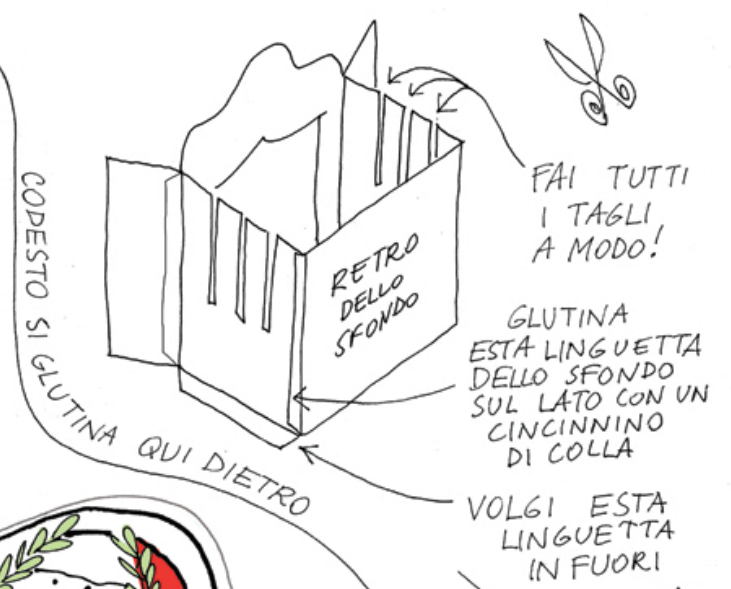 FAI TUTTI
I TAGLI
A MODO!
RETRO
DELLO
SFONDO
GLUTINA
ESTA LINGUETTA
DELLO SFONDO
SUL LATO CON UN
CINCINNINO
DI COLLA
CODESTO SI GLUTINA QUI DIETRO
VOLGI ESTA
LINGUETTA
IN FUORI